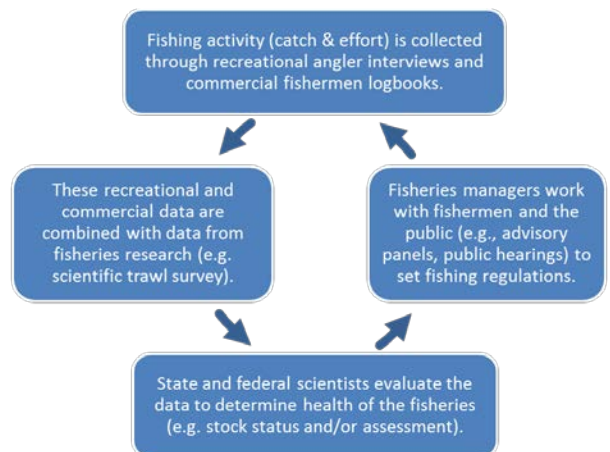 Fishing activity (catch & effort) is collected
through recreational angler interviews and
commercial fishermen logbooks.
These recreational and
commercial data are
combined with data from
fisheries research (e.g.
scientific trawl survey).
Fisheries managers work
with fishermen and the
public (e.g., advisory
panels, public hearings) to
set fishing regulations.
State and federal scientists evaluate the
data to determine health of the fisheries
(e.g. stock status and/or assessment).